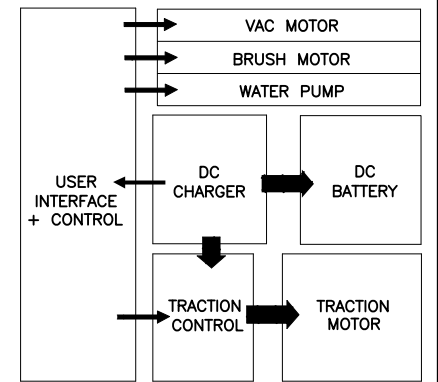 VAC MOTOR
BRUSH MOTOR
WATER PUMP
USER
INTERFACE
+ CONTROL
DC
CHARGER
DC
BATTERY
TRACTION
CONTROL
TRACTION
MOTOR